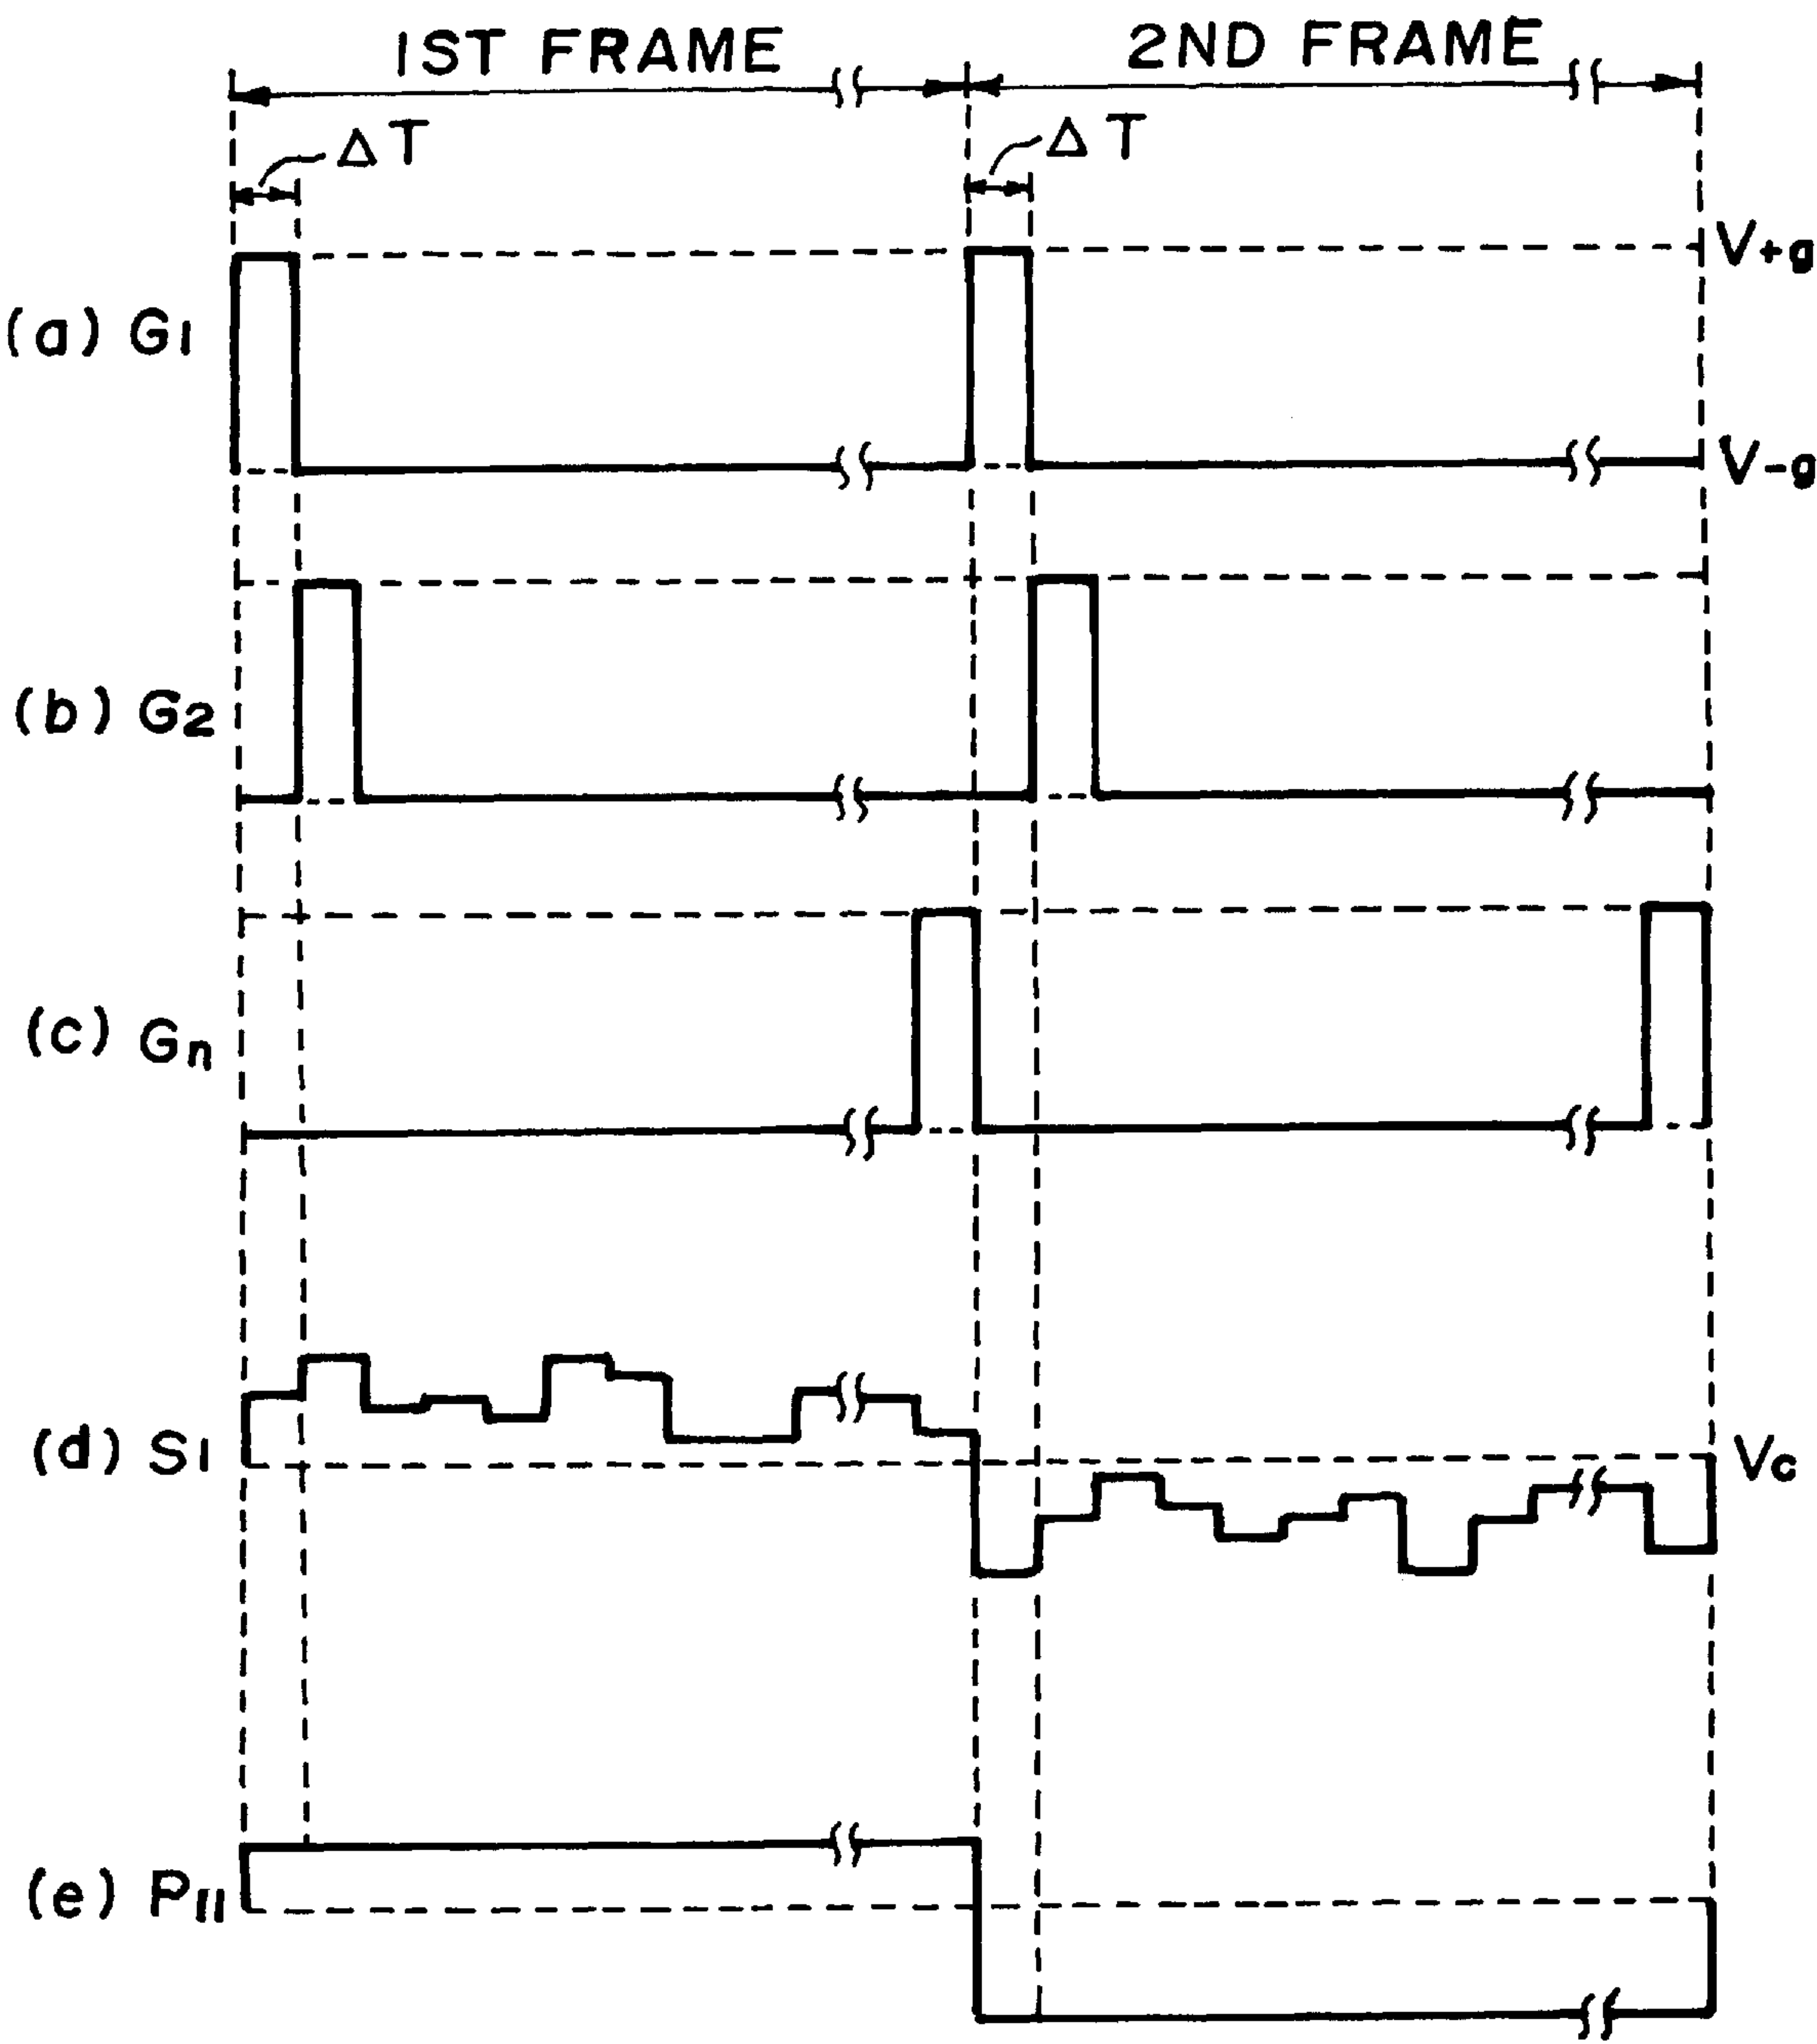 1ST FRAME
2ND FRAME
ΔT
ΔT
V+g
(a) G1
V-g
(b) G2
(c) Gn
(d) S1
Vc
(e) P11